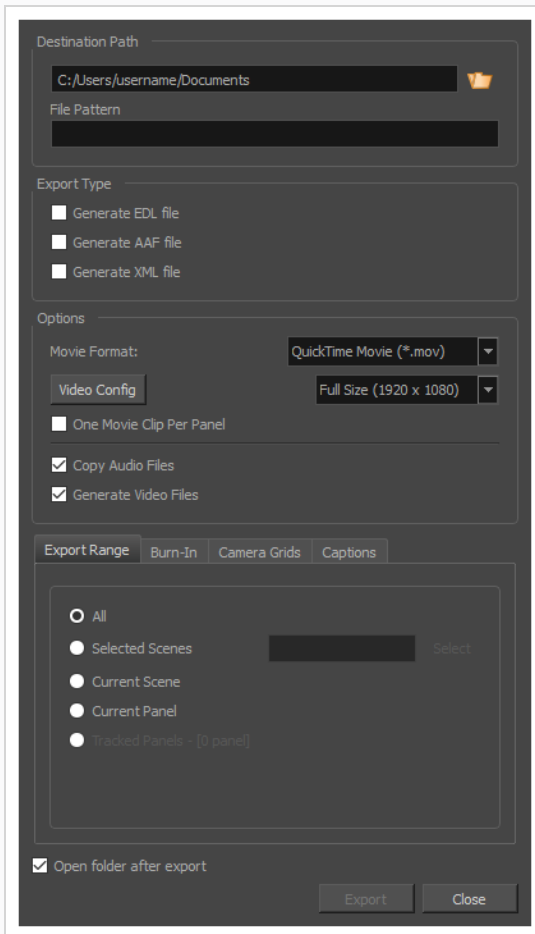 Destination Path
C:/Users/username/Documents
File Pattern
Export Type
Generate EDL file
Generate AAF file
Generate XML file
Options
Movie Format:
QuickTime Movie (*.mov)
Video Config
Full Size (1920 x 1080)
One Movie Clip Per Panel
Copy Audio Files
Generate Video Files
Export Range
Burn-In
Camera Grids
Captions
All
Selected Scenes
Select
Current Scene
Current Panel
Tracked Panels - [0 panel]
Open folder after export
Export
Close